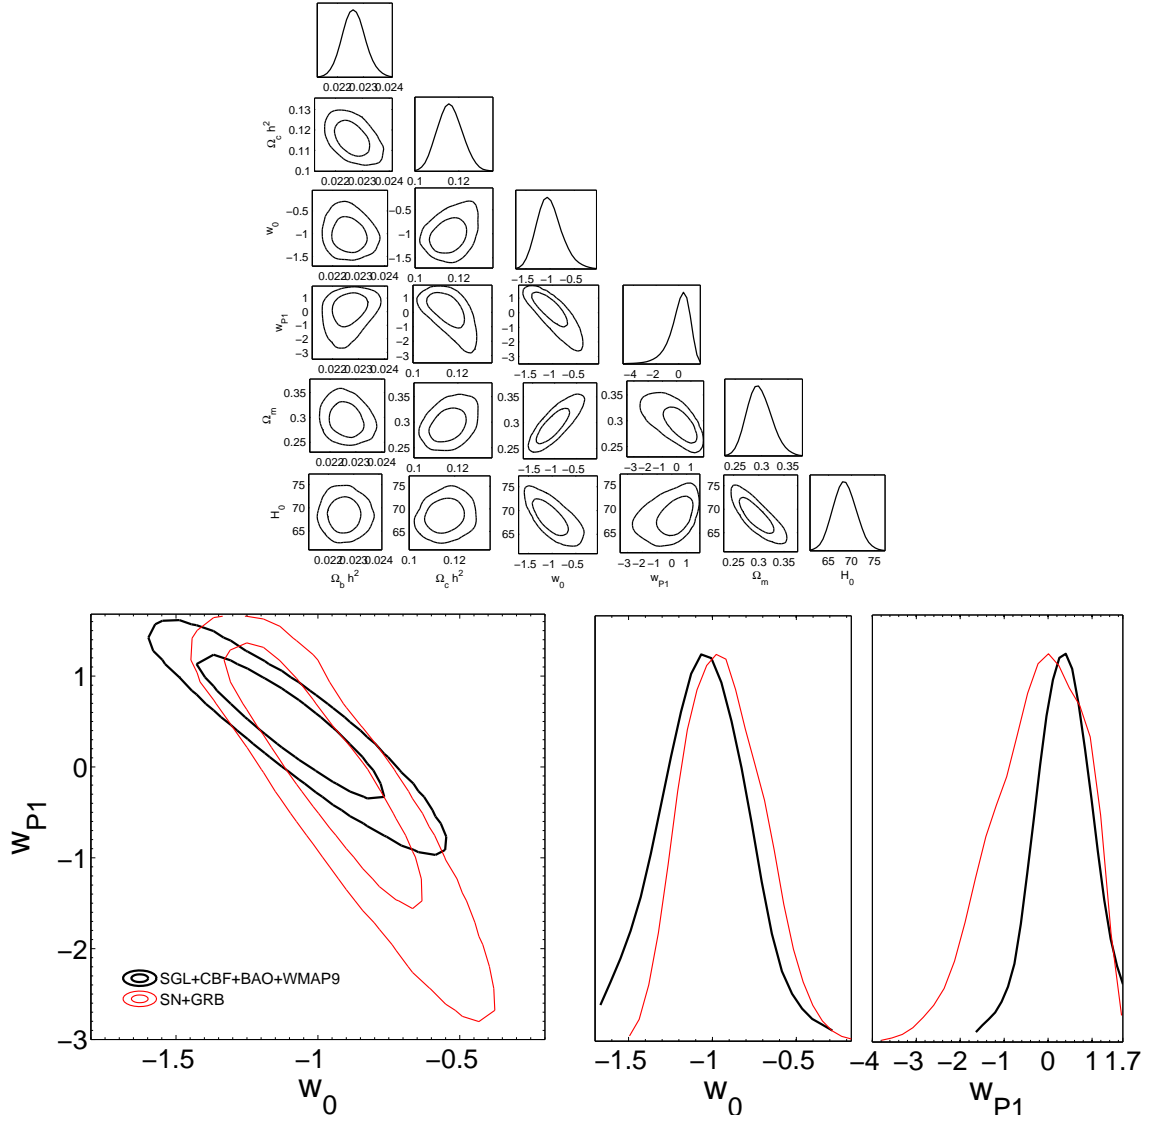 0.022 0.023 0.024
0.13
0.12
0.11
0.1
Ω_c h²
0.022 0.023 0.024
0.1 0.12
−0.5
−1
−1.5
w_0
0.022 0.023 0.024
−0.5
−1
−1.5
0.1 0.12
−1.5 −1 −0.5
1
0
−1
−2
−3
w_P1
0.022 0.023 0.024
1
0
−1
−2
−3
0.1 0.12
1
0
−1
−2
−3
−1.5 −1 −0.5
−4 −2 0
0.35
0.3
0.25
Ω_m
0.022 0.023 0.024
0.35
0.3
0.25
0.1 0.12
0.35
0.3
0.25
−1.5 −1 −0.5
0.35
0.3
0.25
−3 −2 −1 0 1
0.25 0.3 0.35
75
70
65
H_0
0.022 0.023 0.024
Ω_b h²
75
70
65
0.1 0.12
Ω_c h²
75
70
65
−1.5 −1 −0.5
w_0
75
70
65
−3 −2 −1 0 1
w_P1
75
70
65
0.25 0.3 0.35
Ω_m
65 70 75
H_0
1
0
−1
−2
−3
w_P1
SGL+CBF+BAO+WMAP9
SN+GRB
−1.5 −1 −0.5
w_0
−1.5 −1 −0.5
w_0
−4 −3 −2 −1 0 1 1.7
w_P1